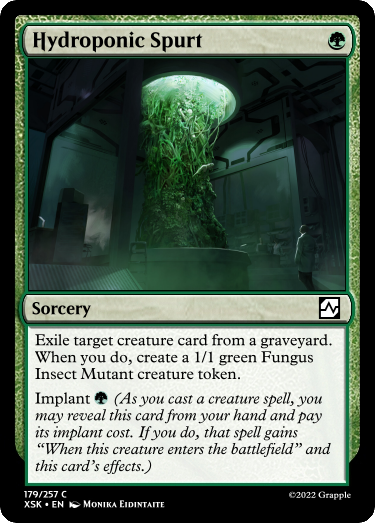 Hydroponic Spurt
Sorcery
Exile target creature card from a graveyard.
When you do, create a 1/1 green Fungus
Insect Mutant creature token.
Implant (As you cast a creature spell, you
may reveal this card from your hand and pay
its implant cost. If you do, that spell gains
“When this creature enters the battlefield” and
this card’s effects.)
179/257 C
XSK • EN Monika Eidintaite
©2022 Grapple